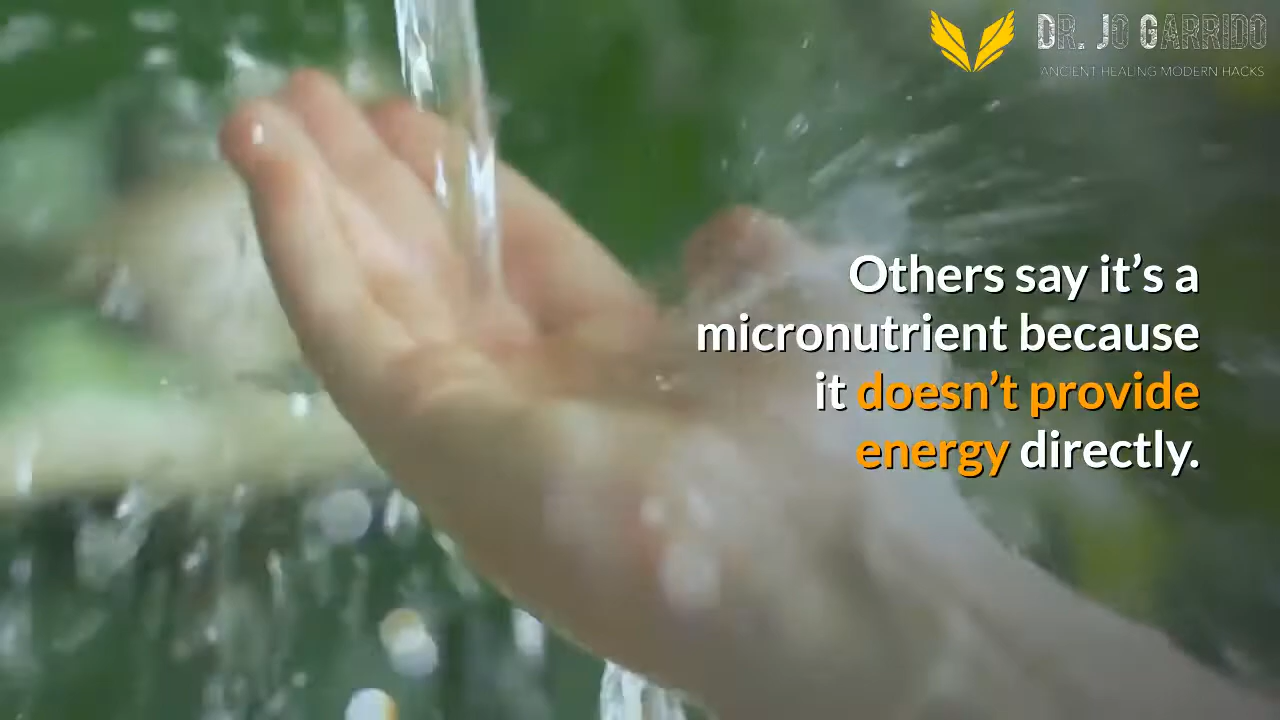 DR. JO GARRIDO
ANCIENT HEALING MODERN HACKS
Others say it’s a
micronutrient because
it doesn’t provide
energy directly.